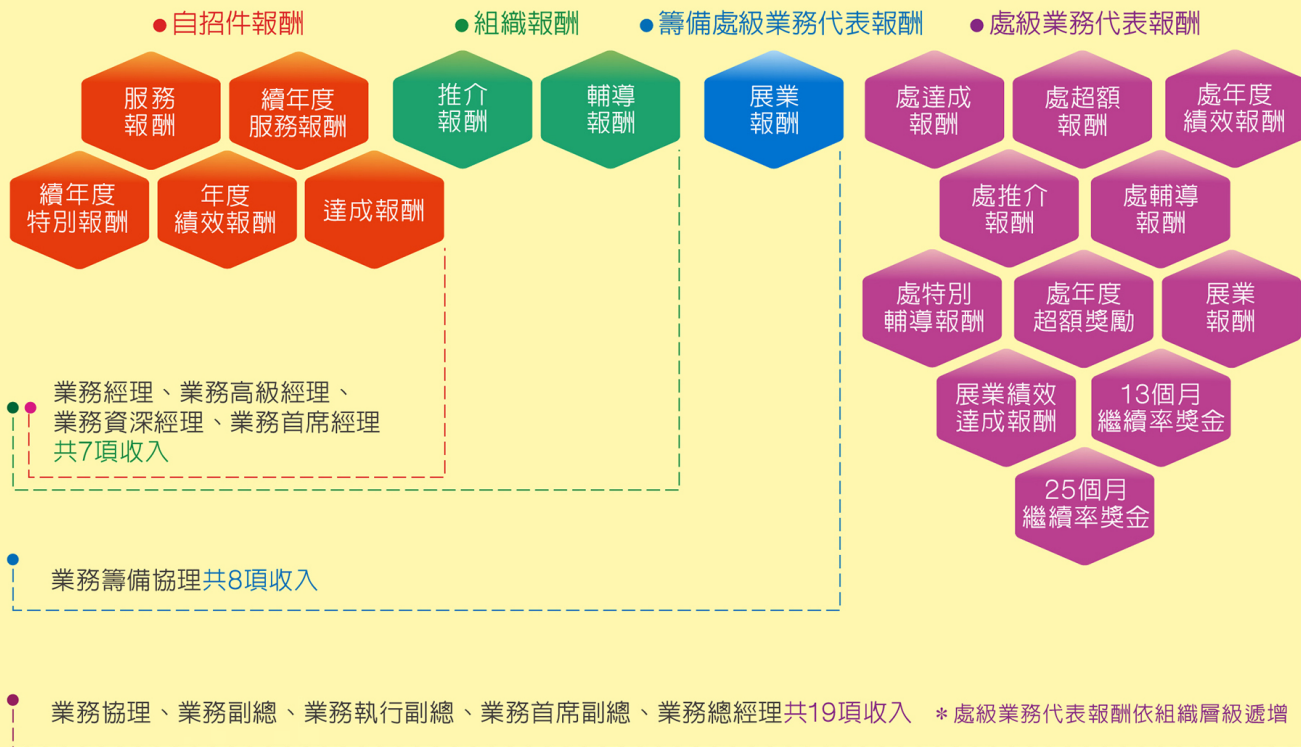 ●自招件報酬
●組織報酬
●籌備處級業務代表報酬
●處級業務代表報酬
服務
報酬
續年度
服務報酬
續年度
特別報酬
年度
績效報酬
達成報酬
推介
報酬
輔導
報酬
展業
報酬
處達成
報酬
處超額
報酬
處年度
績效報酬
處推介
報酬
處輔導
報酬
處特別
輔導報酬
處年度
超額獎勵
展業
報酬
展業績效
達成報酬
13個月
繼續率獎金
25個月
繼續率獎金
業務經理、業務高級經理、
業務資深經理、業務首席經理
共7項收入
業務籌備協理共8項收入
業務協理、業務副總、業務執行副總、業務首席副總、業務總經理共19項收入 *處級業務代表報酬依組織層級遞增